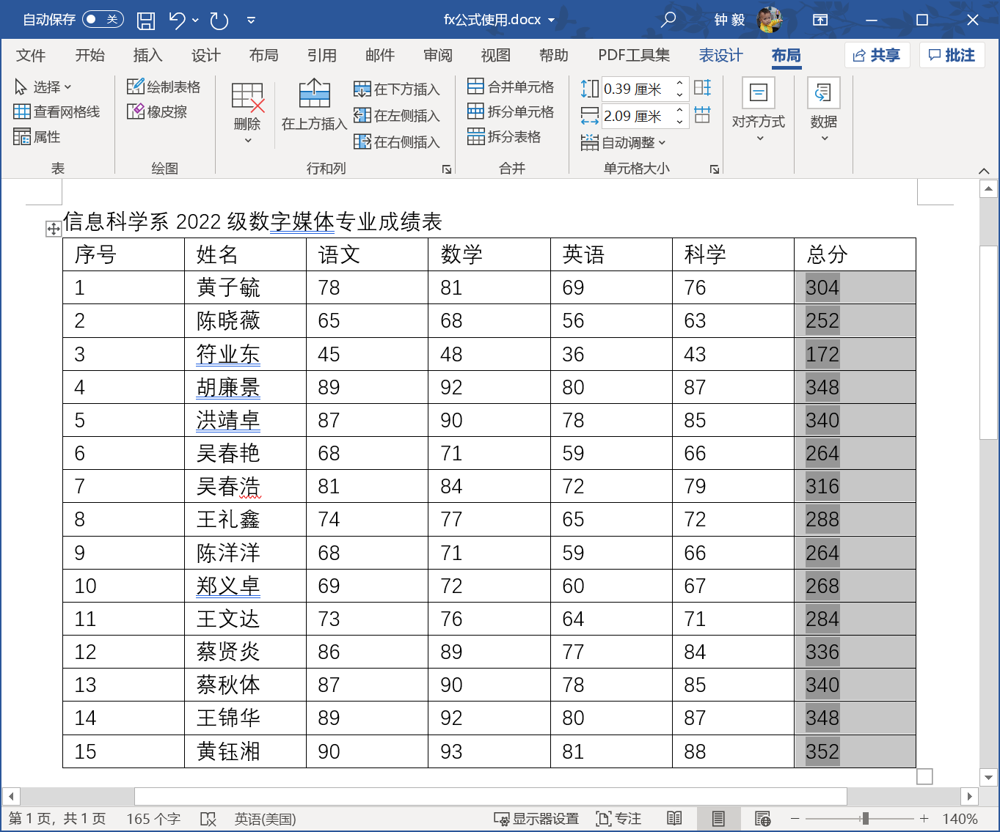 自动保存 关 fx公式使用.docx 钟 毅
文件 开始 插入 设计 布局 引用 邮件 审阅 视图 帮助 PDF工具集 表设计 布局 共享 批注
选择 绘制表格 删除 在上方插入 在下方插入 合并单元格 0.39 厘米 对齐方式 数据
查看网格线 橡皮擦 在左侧插入 拆分单元格 2.09 厘米
属性 在右侧插入 拆分表格 自动调整
表 绘图 行和列 合并 单元格大小
信息科学系 2022 级数字媒体专业成绩表
序号 姓名 语文 数学 英语 科学 总分
1 黄子毓 78 81 69 76 304
2 陈晓薇 65 68 56 63 252
3 符业东 45 48 36 43 172
4 胡廉景 89 92 80 87 348
5 洪靖卓 87 90 78 85 340
6 吴春艳 68 71 59 66 264
7 吴春浩 81 84 72 79 316
8 王礼鑫 74 77 65 72 288
9 陈洋洋 68 71 59 66 264
10 郑义卓 69 72 60 67 268
11 王文达 73 76 64 71 284
12 蔡贤炎 86 89 77 84 336
13 蔡秋体 87 90 78 85 340
14 王锦华 89 92 80 87 348
15 黄钰湘 90 93 81 88 352
第 1 页，共 1 页 165 个字 英语(美国) 显示器设置 专注 140%